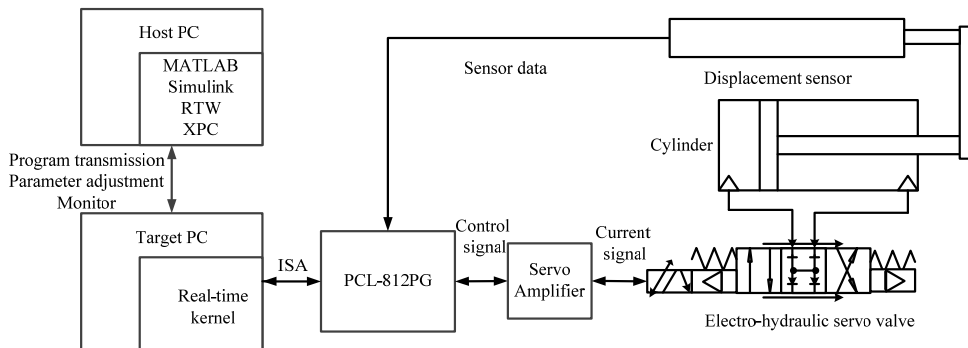 Host PC
MATLAB
Simulink
RTW
XPC
Sensor data
Displacement sensor
Cylinder
Program transmission
Parameter adjustment
Monitor
Target PC
Real-time
kernel
ISA
PCL-812PG
Control
signal
Servo
Amplifier
Current
signal
Electro-hydraulic servo valve